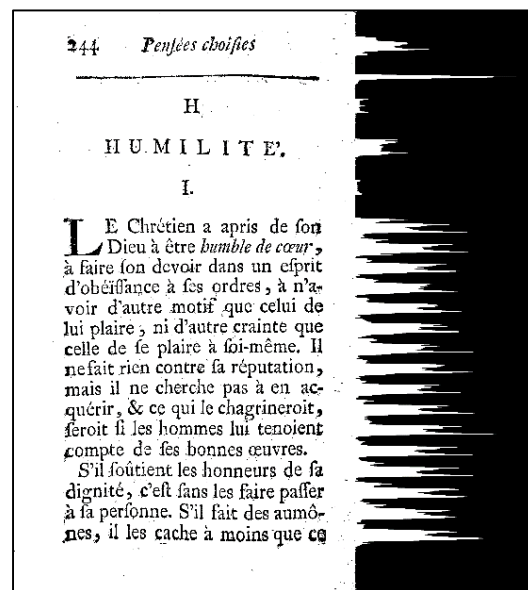 244 Penſées choiſies
H
HUMILITE'.
I.
LE Chrétien a apris de ſon
Dieu à être humble de cœur,
à faire ſon devoir dans un eſprit
d'obéïſſance à ſes ordres, à n'a-
voir d'autre motif que celui de
lui plaire, ni d'autre crainte que
celle de ſe plaire à ſoi-même. Il
ne fait rien contre ſa réputation,
mais il ne cherche pas à en ac-
quérir, & ce qui le chagrineroit,
ſeroit ſi les hommes lui tenoient
compte de ſes bonnes œuvres.
S'il ſoûtient les honneurs de ſa
dignité, c'eſt ſans les faire paſſer
à ſa perſonne. S'il fait des aumô-
nes, il les cache à moins que ce